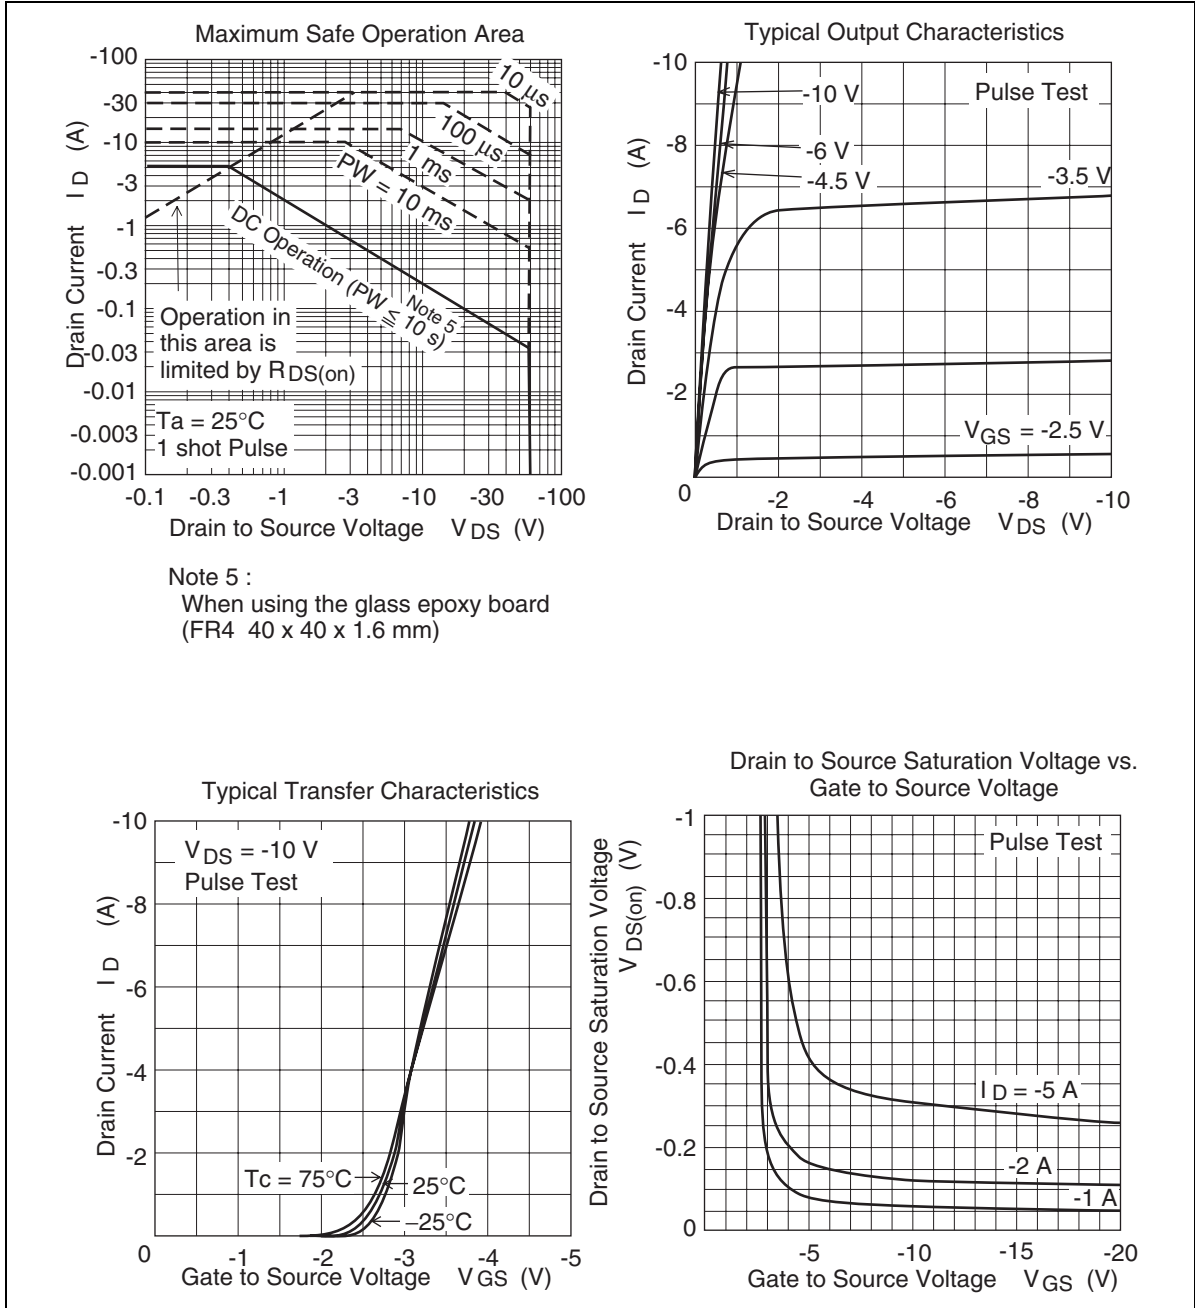 Maximum Safe Operation Area
-100
-30
-10
-3
-1
-0.3
-0.1
-0.03
-0.01
-0.003
-0.001
Drain Current I D (A)
10 µs
100 µs
1 ms
PW = 10 ms
DC Operation (PW ≦ 10 s)
Note 5
Operation in
this area is
limited by R DS(on)
Ta = 25°C
1 shot Pulse
-0.1 -0.3 -1 -3 -10 -30 -100
Drain to Source Voltage V DS (V)
Note 5 :
When using the glass epoxy board
(FR4 40 x 40 x 1.6 mm)
Typical Output Characteristics
-10
-8
-6
-4
-2
0
Drain Current I D (A)
-10 V
Pulse Test
-6 V
-4.5 V
-3.5 V
V GS = -2.5 V
-2 -4 -6 -8 -10
Drain to Source Voltage V DS (V)
Typical Transfer Characteristics
-10
-8
-6
-4
-2
Drain Current I D (A)
V DS = -10 V
Pulse Test
Tc = 75°C
25°C
–25°C
0 -1 -2 -3 -4 -5
Gate to Source Voltage V GS (V)
Drain to Source Saturation Voltage vs.
Gate to Source Voltage
-1
-0.8
-0.6
-0.4
-0.2
0
Drain to Source Saturation Voltage
V DS(on) (V)
Pulse Test
I D = -5 A
-2 A
-1 A
-5 -10 -15 -20
Gate to Source Voltage V GS (V)